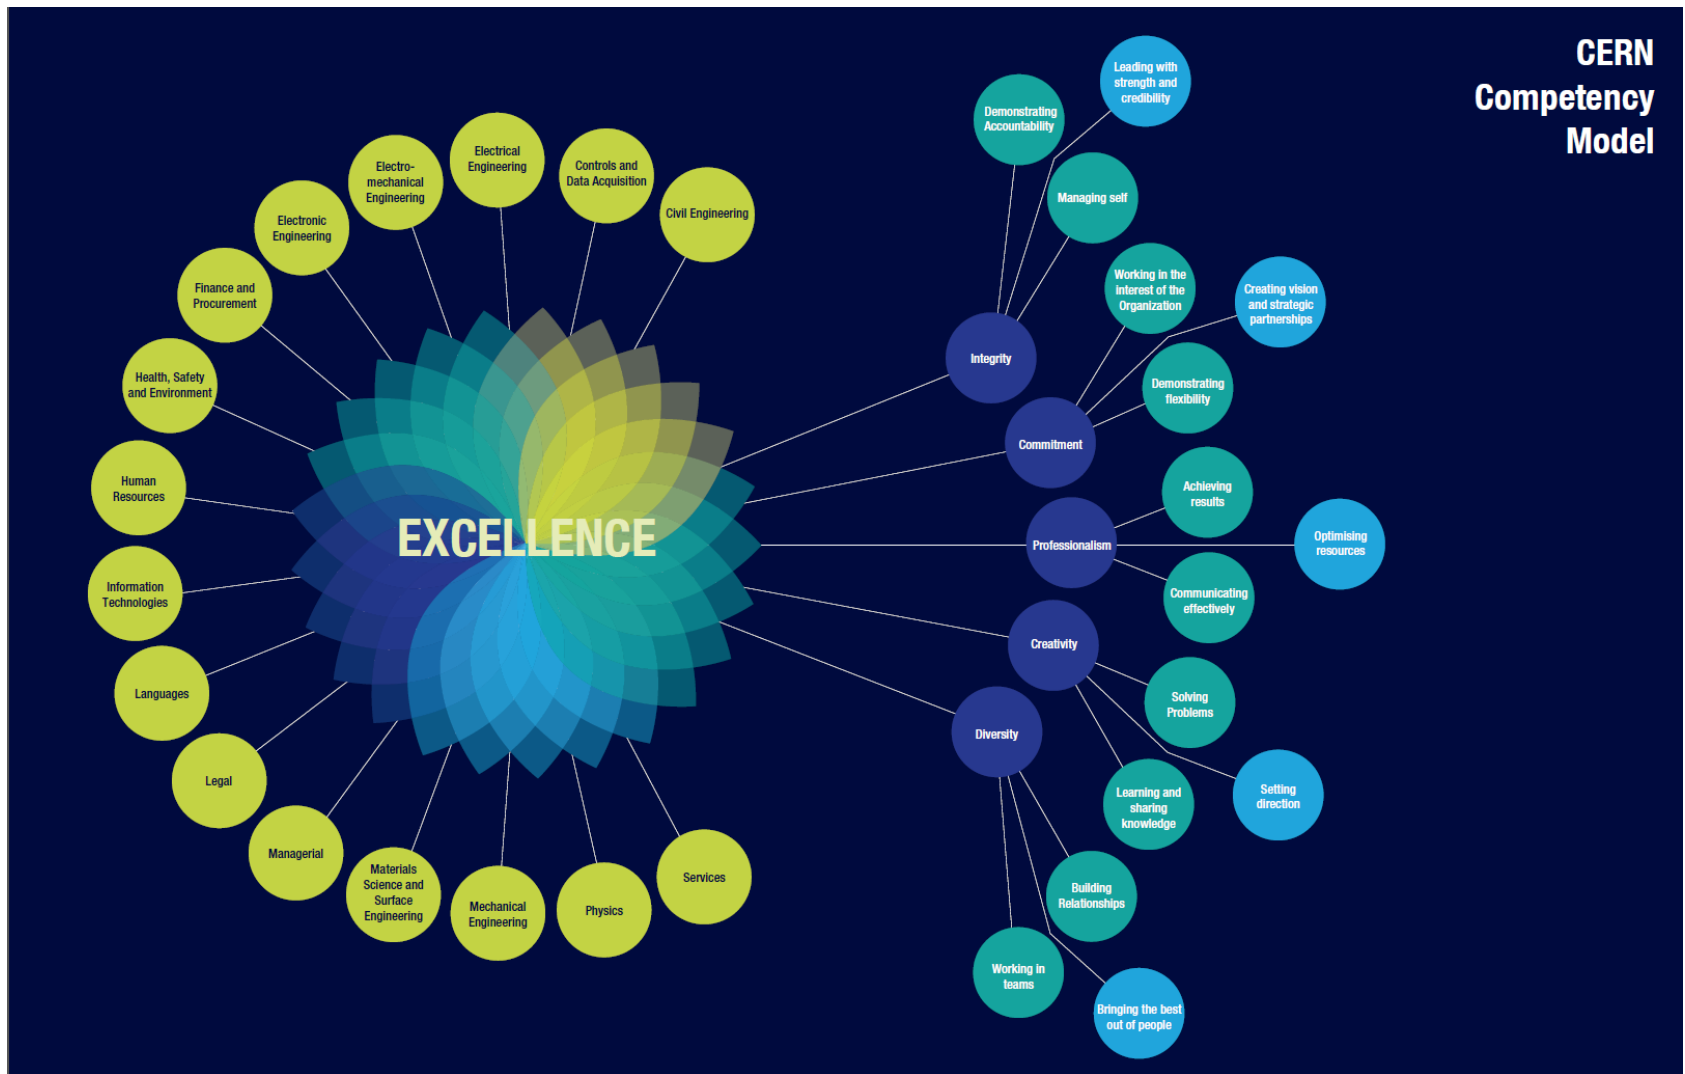 CERN
Competency
Model
Civil Engineering
Controls and
Data Acquisition
Electrical
Engineering
Electro-
mechanical
Engineering
Electronic
Engineering
Finance and
Procurement
Health, Safety
and Environment
Human
Resources
Information
Technologies
Languages
Legal
Managerial
Materials
Science and
Surface
Engineering
Mechanical
Engineering
Physics
Services
EXCELLENCE
Integrity
Demonstrating
Accountability
Leading with
strength and
credibility
Managing self
Commitment
Working in the
interest of the
Organization
Creating vision
and strategic
partnerships
Demonstrating
flexibility
Professionalism
Achieving
results
Optimising
resources
Communicating
effectively
Creativity
Solving
Problems
Setting
direction
Learning and
sharing
knowledge
Diversity
Building
Relationships
Bringing the best
out of people
Working in
teams